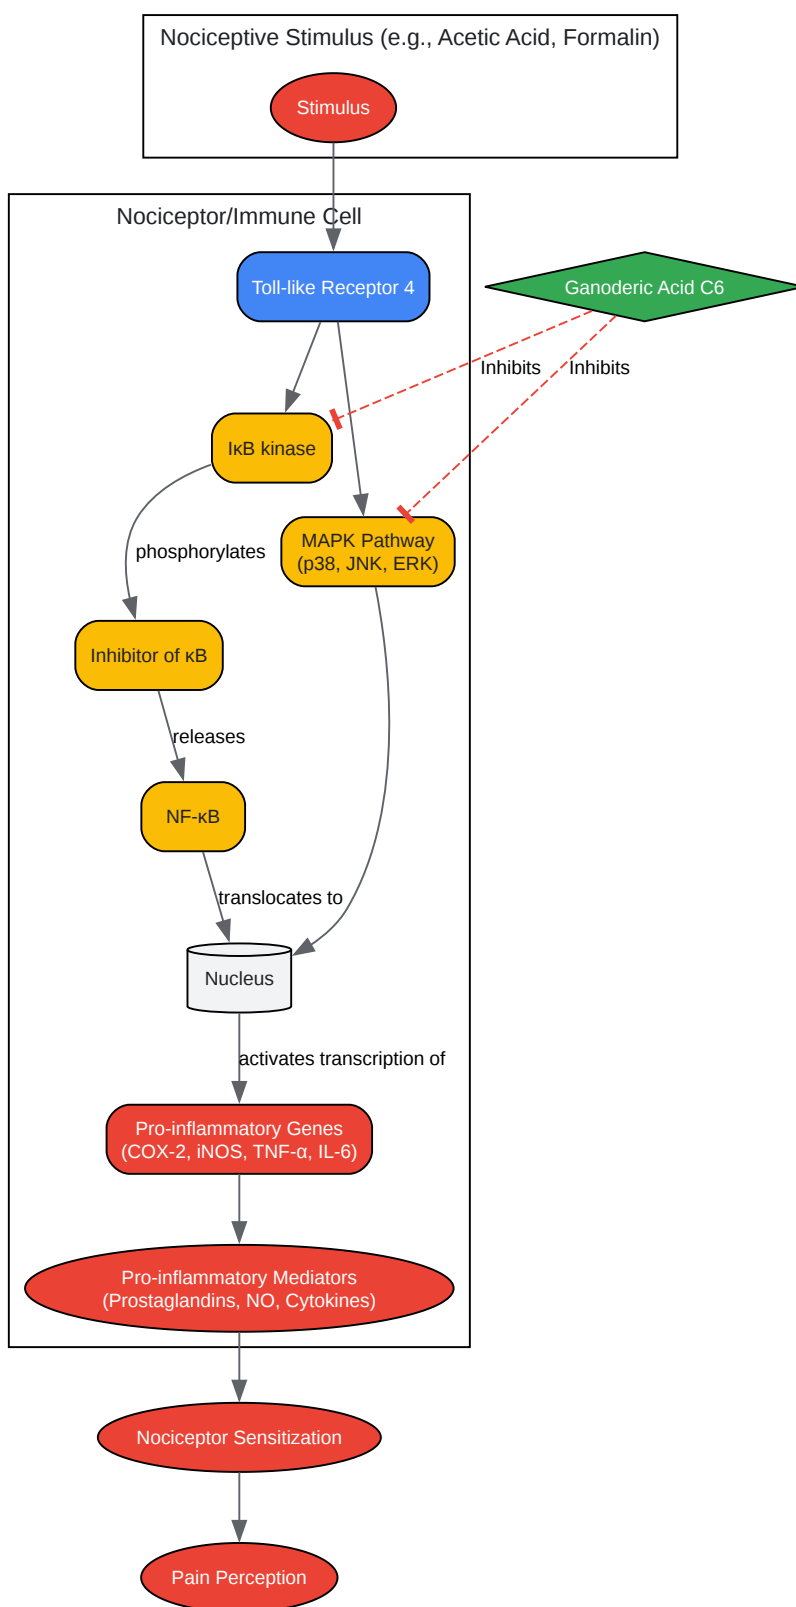 Nociceptive Stimulus (e.g., Acetic Acid, Formalin)
Stimulus
Nociceptor/Immune Cell
Toll-like Receptor 4
Ganoderic Acid C6
Inhibits
Inhibits
IκB kinase
MAPK Pathway
(p38, JNK, ERK)
phosphorylates
Inhibitor of κB
releases
NF-κB
translocates to
Nucleus
activates transcription of
Pro-inflammatory Genes
(COX-2, iNOS, TNF-α, IL-6)
Pro-inflammatory Mediators
(Prostaglandins, NO, Cytokines)
Nociceptor Sensitization
Pain Perception